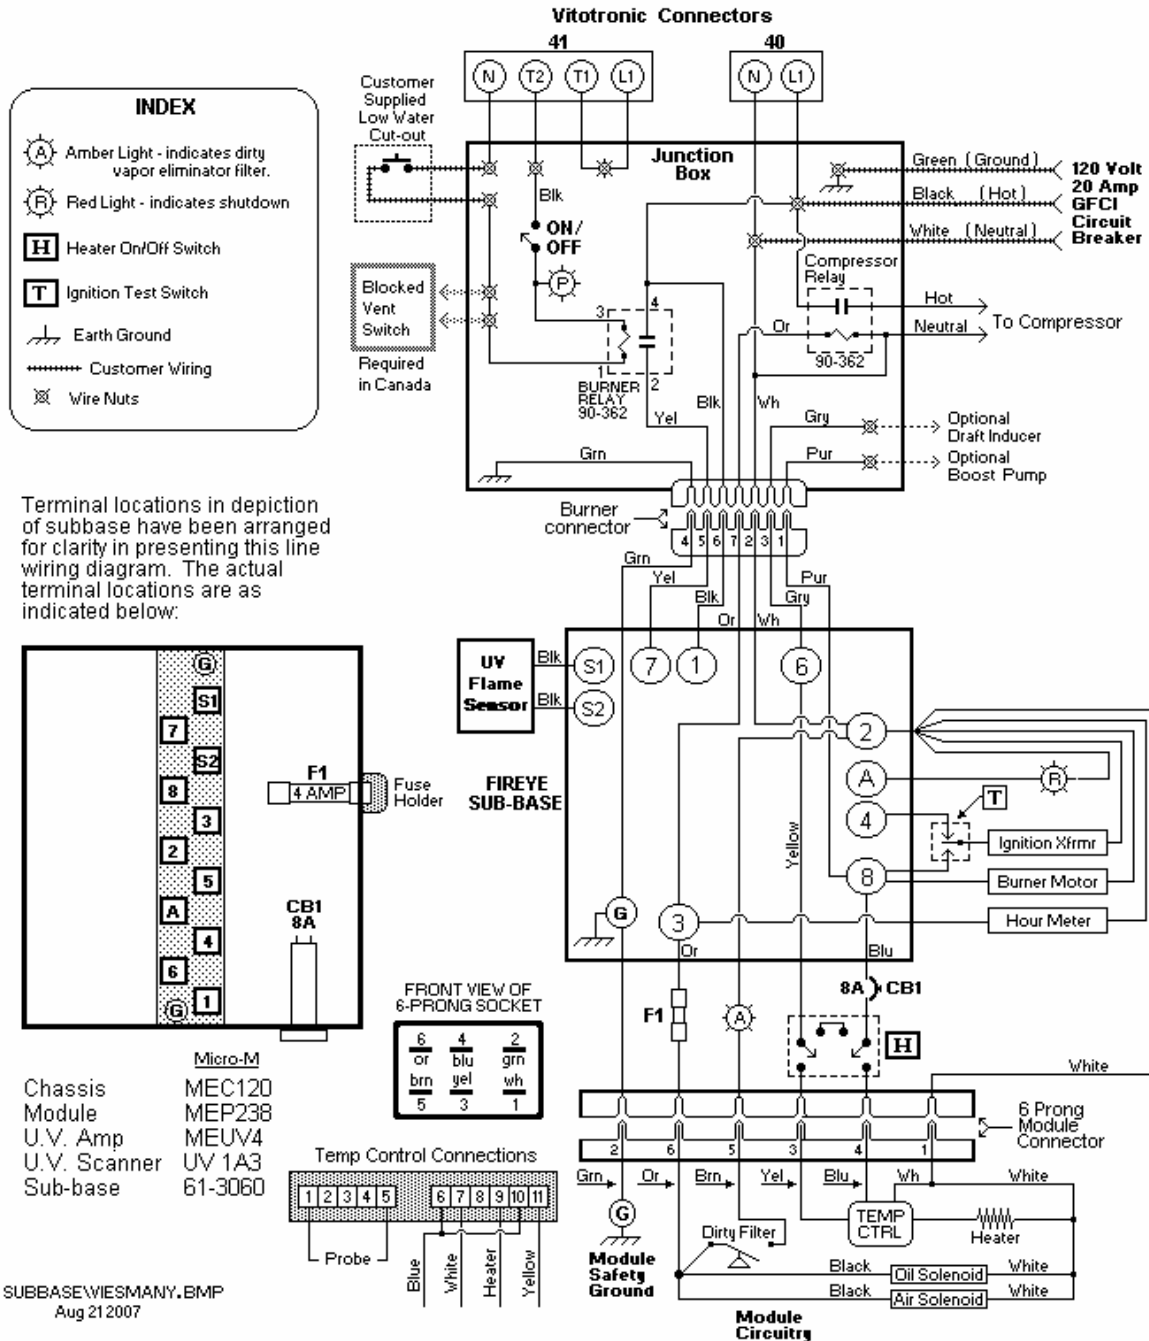 Vitotronic Connectors
41
40
N
T2
T1
L1
N
L1
INDEX
A
Amber Light - indicates dirty
vapor eliminator filter.
R
Red Light - indicates shutdown
H
Heater On/Off Switch
T
Ignition Test Switch
Earth Ground
Customer Wiring
Wire Nuts
Customer
Supplied
Low Water
Cut-out
Junction
Box
Green (Ground)
Black (Hot)
White (Neutral)
120 Volt
20 Amp
GFCI
Circuit
Breaker
Blk
ON/
OFF
P
Blocked
Vent
Switch
Required
in Canada
Compressor
Relay
Hot
Neutral
To Compressor
90-362
Or
3
4
1
2
BURNER
RELAY
90-362
Yel
Blk
Wh
Gry
Pur
Grn
Optional
Draft Inducer
Optional
Boost Pump
Burner
connector
4 5 6 7 2 3 1
Grn
Yel
Blk
Or
Wh
Gry
Pur
Terminal locations in depiction
of subbase have been arranged
for clarity in presenting this line
wiring diagram. The actual
terminal locations are as
indicated below:
G
S1
7
S2
8
3
2
5
A
4
6
1
G
F1
4 AMP
Fuse
Holder
CB1
8A
UV
Flame
Sensor
Blk
Blk
S1
S2
7
1
6
2
A
4
8
3
G
FIREYE
SUB-BASE
Yellow
R
T
Ignition Xfrmr
Burner Motor
Hour Meter
Or
Blu
8A
CB1
F1
A
H
White
FRONT VIEW OF
6-PRONG SOCKET
6 4 2
or blu grn
brn yel wh
5 3 1
Micro-M
Chassis MEC120
Module MEP238
U.V. Amp MEUV4
U.V. Scanner UV 1A3
Sub-base 61-3060
6 Prong
Module
Connector
2 6 5 3 4 1
Grn
Or
Brn
Yel
Blu
Wh
White
Temp Control Connections
1 2 3 4 5
6 7 8 9 10 11
Probe
Blue
White
Heater
Yellow
G
Module
Safety
Ground
Dirty Filter
TEMP
CTRL
Heater
Black
Oil Solenoid
White
Black
Air Solenoid
White
Module
Circuitry
SUBBASE\VIESMANY.BMP
Aug 21 2007